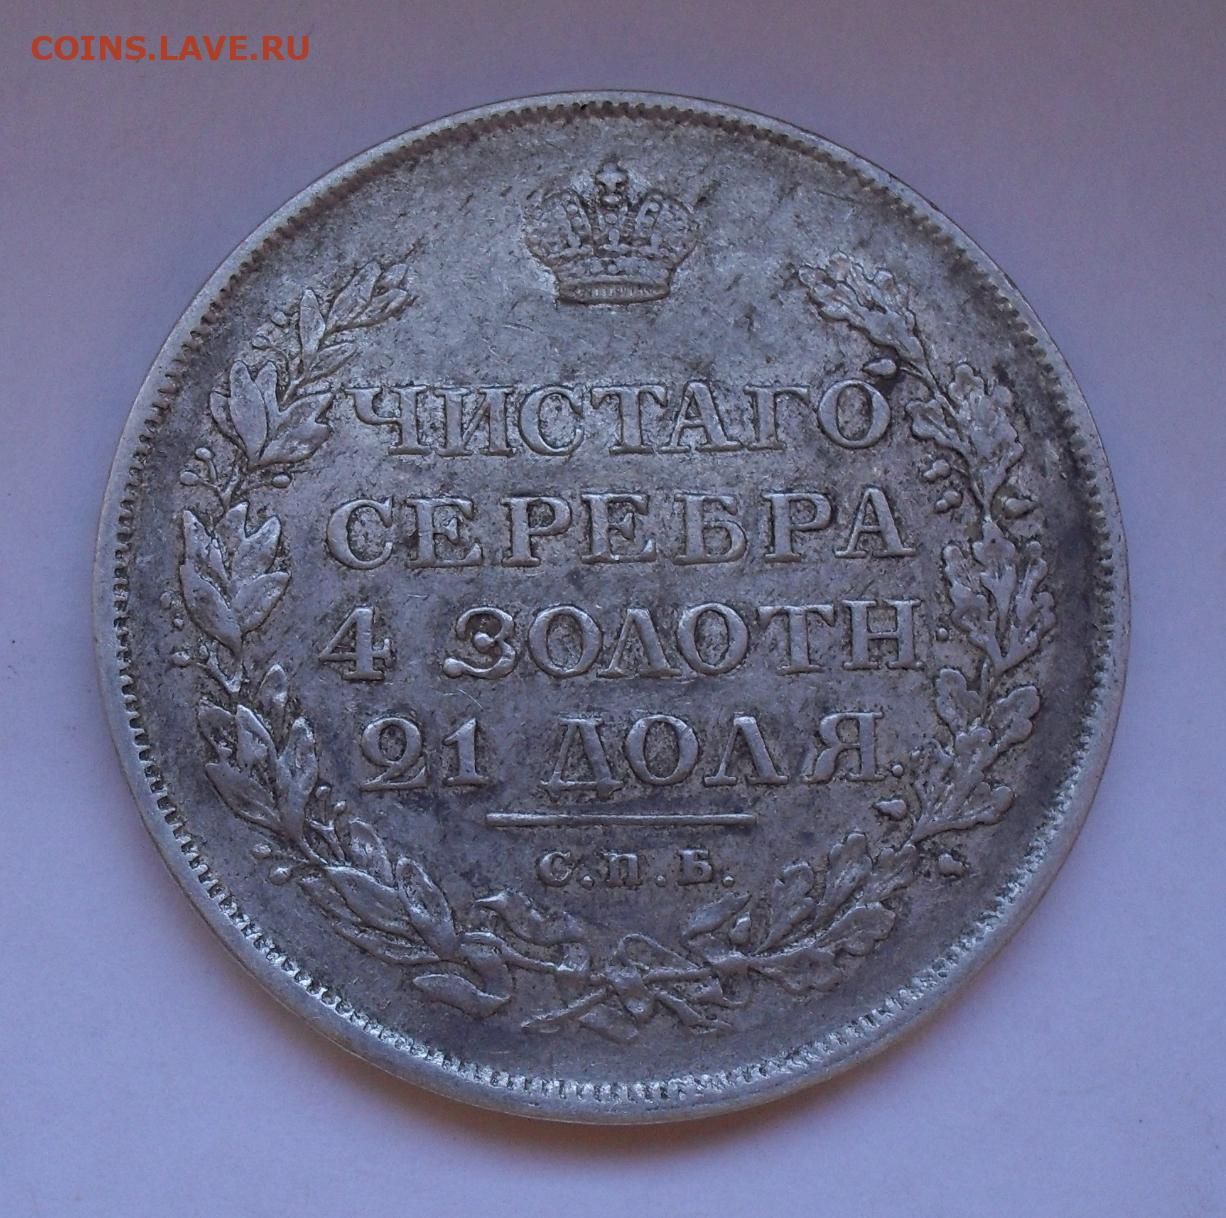 COINS.LAVE.RU
ЧИСТАГО
СЕРЕБРА
4 ЗОЛОТН
21 ДОЛЯ.
С.П.Б.